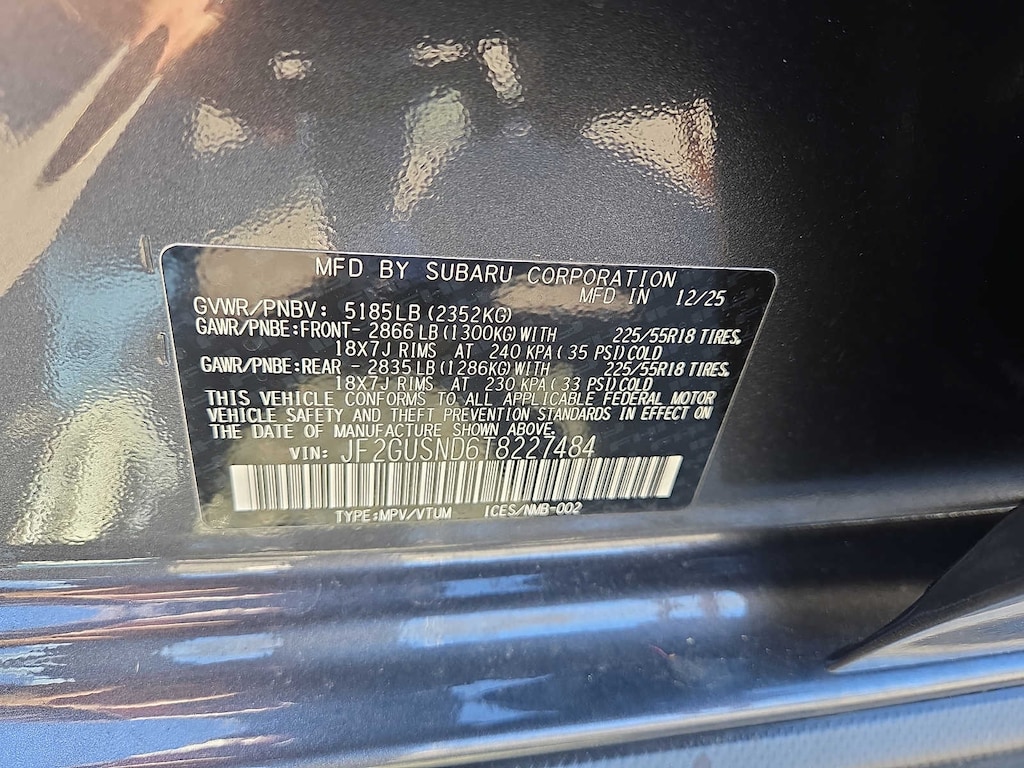 MFD BY SUBARU CORPORATION
MFD IN 12/25
GVWR/PNBV: 5185LB (2352KG)
GAWR/PNBE:FRONT- 2866 LB (1300KG) WITH 225/55R18 TIRES,
18X7J RIMS AT 240 KPA ( 35 PSI) COLD
GAWR/PNBE:REAR - 2835 LB (1286KG) WITH 225/55R18 TIRES,
18X7J RIMS AT 230 KPA ( 33 PSI) COLD
THIS VEHICLE CONFORMS TO ALL APPLICABLE FEDERAL MOTOR
VEHICLE SAFETY AND THEFT PREVENTION STANDARDS IN EFFECT ON
THE DATE OF MANUFACTURE SHOWN ABOVE.
VIN: JF2GUSND6T8227484
TYPE:MPV/VTUM ICES/NMB-002